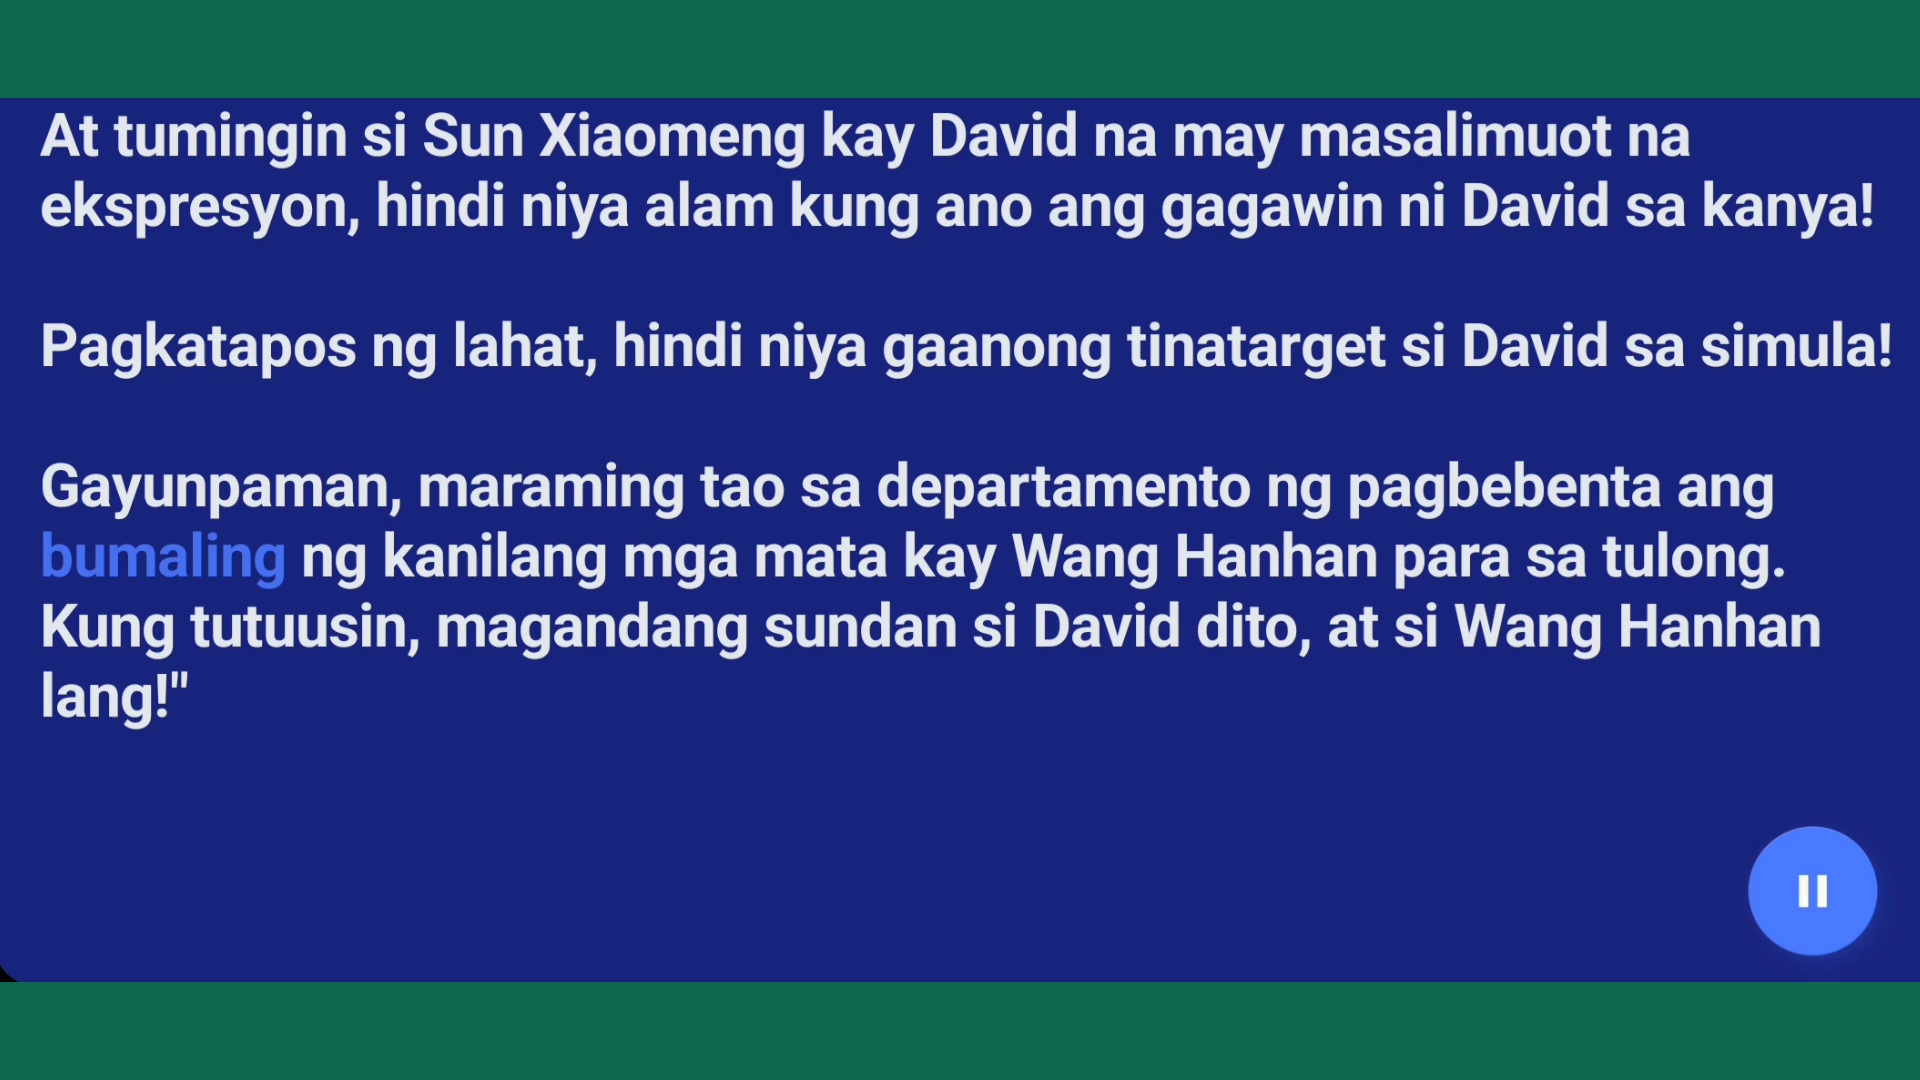 At tumingin si Sun Xiaomeng kay David na may masalimuot na
ekspresyon, hindi niya alam kung ano ang gagawin ni David sa kanya!
Pagkatapos ng lahat, hindi niya gaanong tinatarget si David sa simula!
Gayunpaman, maraming tao sa departamento ng pagbebenta ang
bumaling ng kanilang mga mata kay Wang Hanhan para sa tulong.
Kung tutuusin, magandang sundan si David dito, at si Wang Hanhan
lang!"